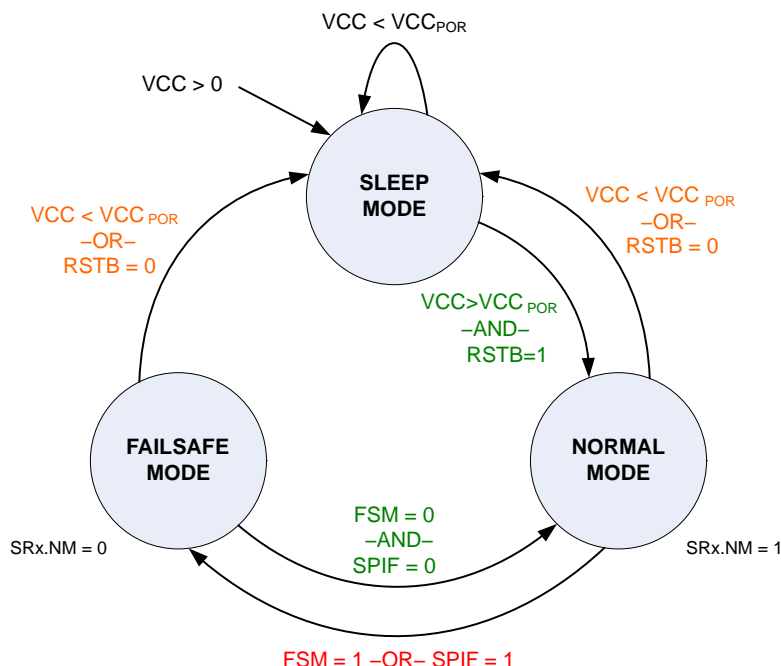 VCC < VCCPOR
VCC > 0
SLEEP
MODE
VCC < VCC POR
–OR–
RSTB = 0
VCC < VCC POR
–OR–
RSTB = 0
VCC>VCC POR
–AND–
RSTB=1
FAILSAFE
MODE
NORMAL
MODE
FSM = 0
–AND–
SPIF = 0
SRx.NM = 0
SRx.NM = 1
FSM = 1 –OR– SPIF = 1